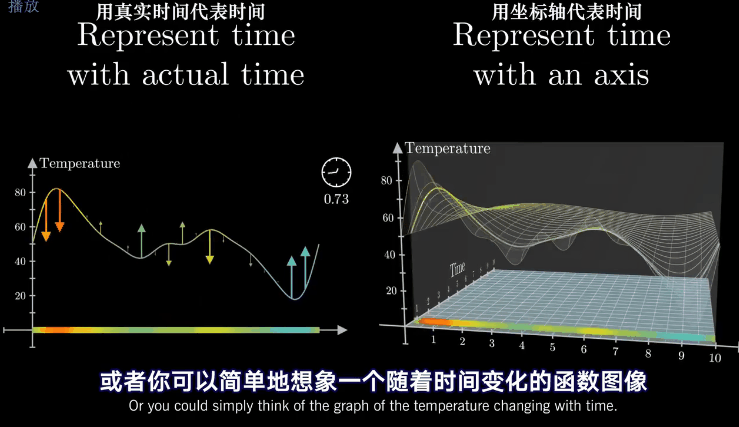 播放
用真实时间代表时间
Represent time
with actual time
用坐标轴代表时间
Represent time
with an axis
Temperature
80
60
40
20
0.73
Temperature
80
60
40
20
Time
1 2 3 4 5 6 7 8 9 10
或者你可以简单地想象一个随着时间变化的函数图像
Or you could simply think of the graph of the temperature changing with time.